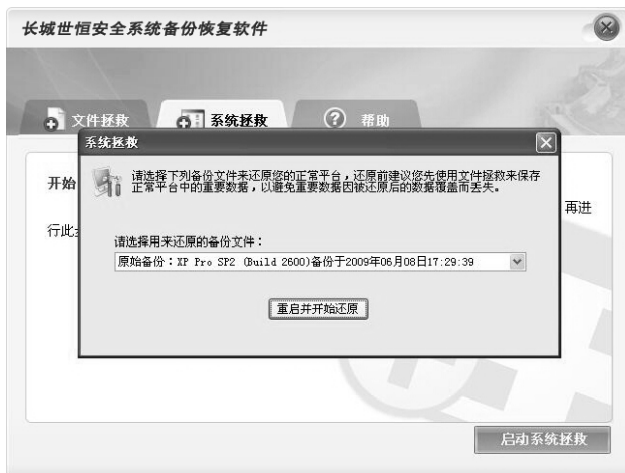 长城世恒安全系统备份恢复软件
文件拯救
系统拯救
帮助
系统拯救
请选择下列备份文件来还原您的正常平台，还原前建议您先使用文件拯救来保存
正常平台中的重要数据，以避免重要数据因被还原后的数据覆盖而丢失。
开始
再进
行此
请选择用来还原的备份文件：
原始备份：XP Pro SP2 (Build 2600)备份于2009年06月08日17:29:39
重启并开始还原
启动系统拯救